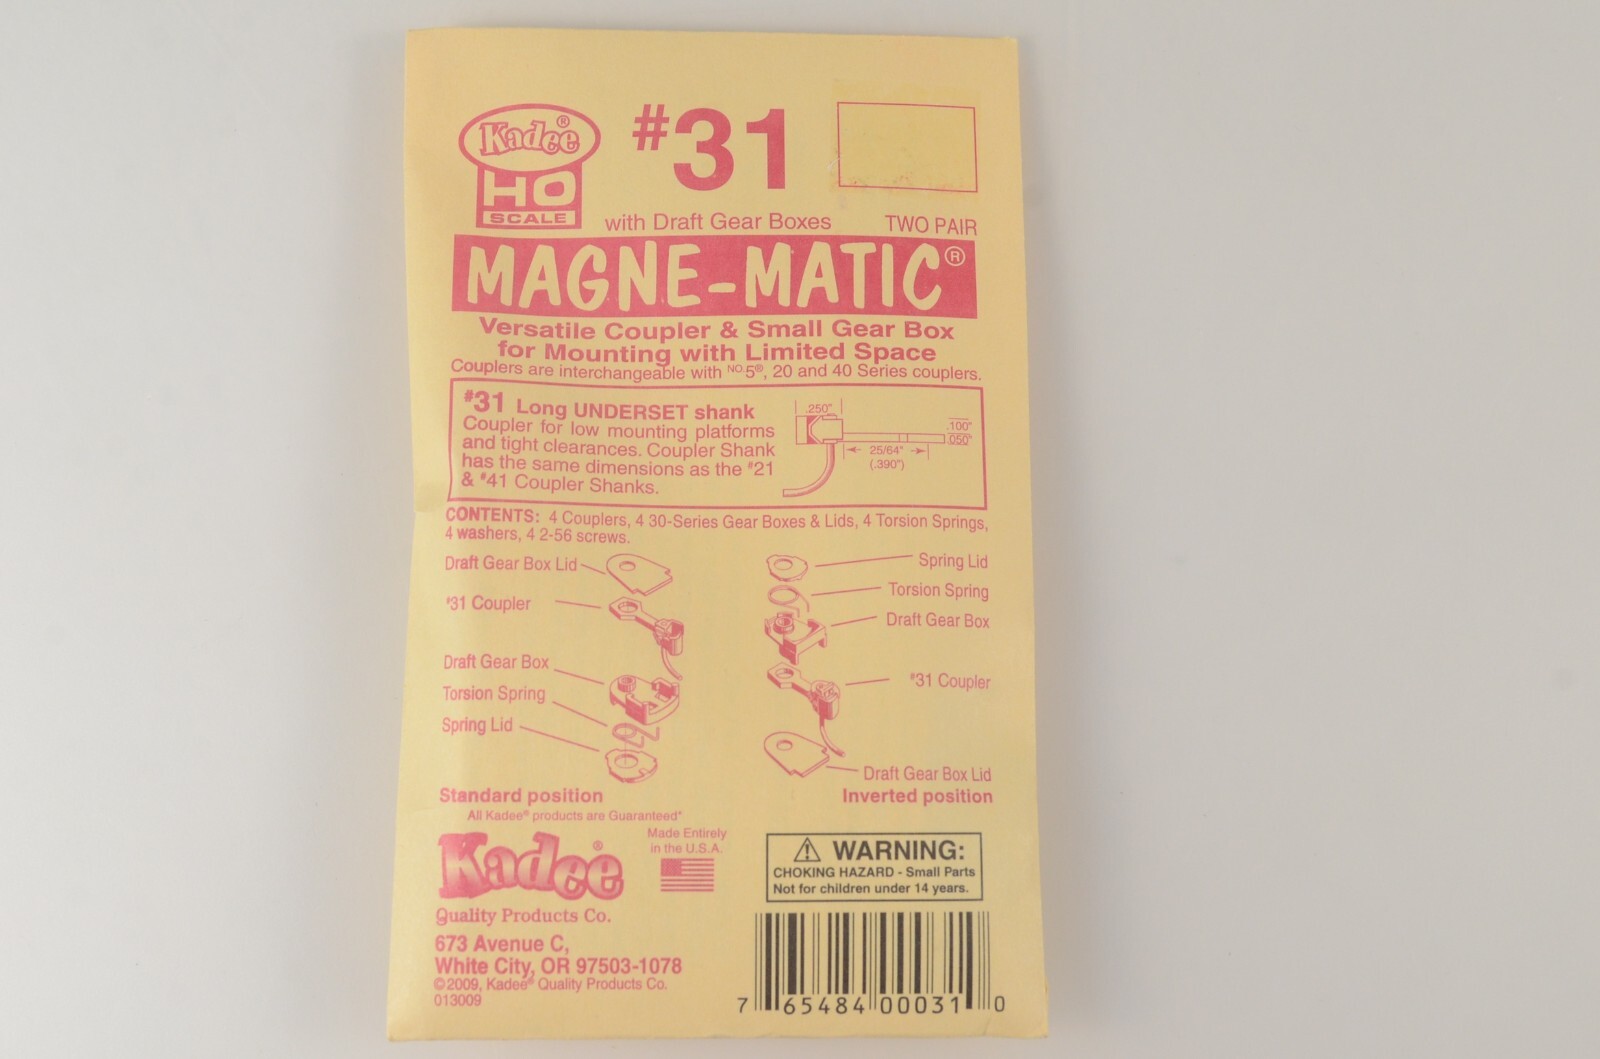 Kadee®
HO
SCALE
#31
with Draft Gear Boxes
TWO PAIR
MAGNE-MATIC®
Versatile Coupler & Small Gear Box
for Mounting with Limited Space
Couplers are interchangeable with NO.5®, 20 and 40 Series couplers.
#31 Long UNDERSET shank
Coupler for low mounting platforms
and tight clearances. Coupler Shank
has the same dimensions as the #21
& #41 Coupler Shanks.
.250"
.100"
.050"
25/64"
(.390")
CONTENTS: 4 Couplers, 4 30-Series Gear Boxes & Lids, 4 Torsion Springs,
4 washers, 4 2-56 screws.
Draft Gear Box Lid
#31 Coupler
Draft Gear Box
Torsion Spring
Spring Lid
Standard position
Spring Lid
Torsion Spring
Draft Gear Box
#31 Coupler
Draft Gear Box Lid
Inverted position
All Kadee® products are Guaranteed*
Kadee®
Quality Products Co.
Made Entirely
in the U.S.A.
673 Avenue C,
White City, OR 97503-1078
©2009, Kadee® Quality Products Co.
013009
WARNING:
CHOKING HAZARD - Small Parts
Not for children under 14 years.
7 65484 00031 0